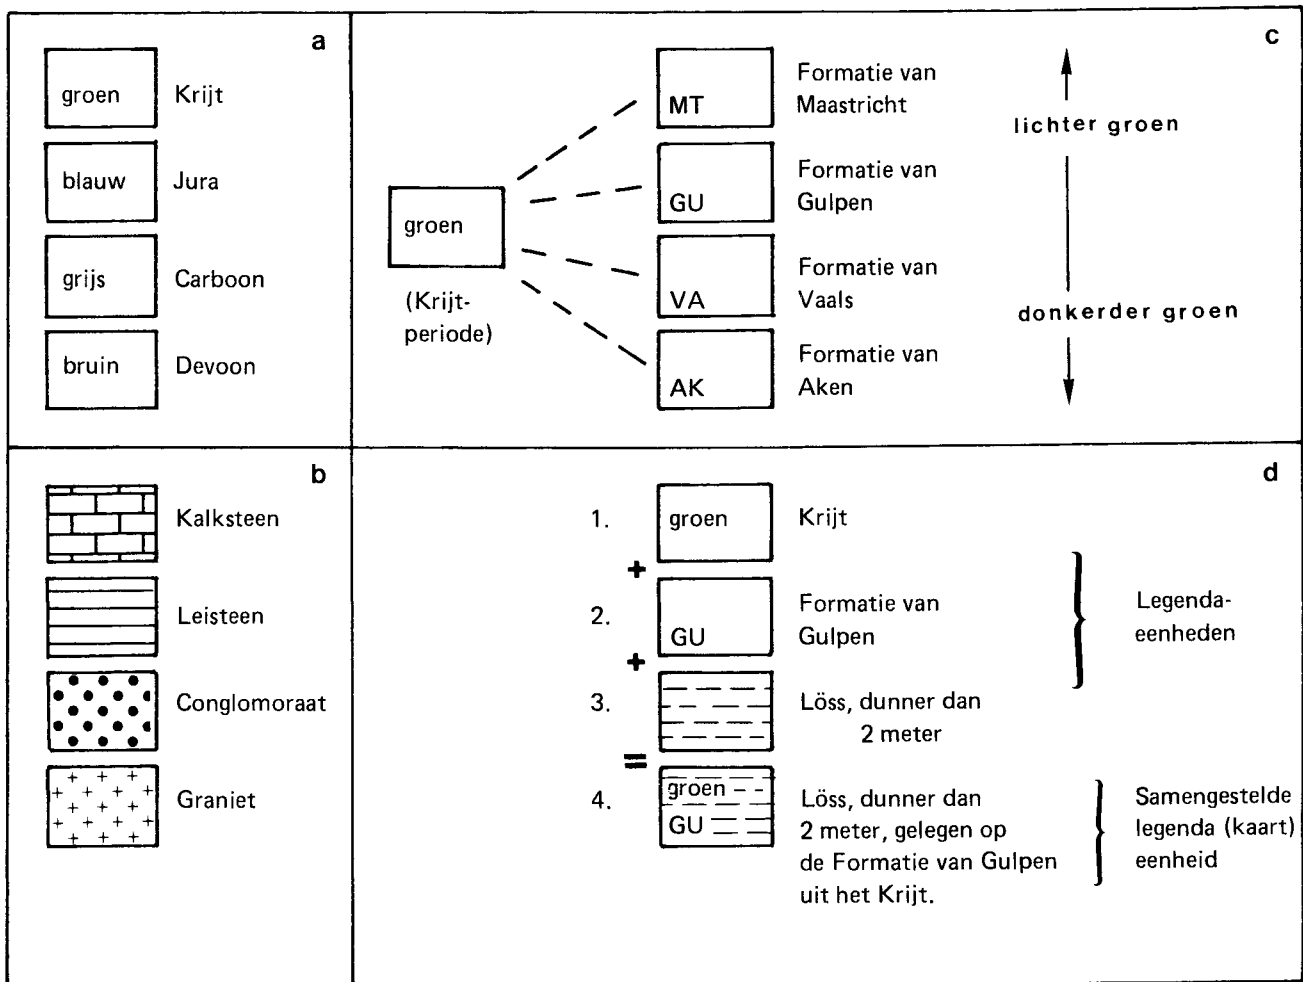 a
groen
Krijt
blauw
Jura
grijs
Carboon
bruin
Devoon
b
Kalksteen
Leisteen
Conglomoraat
Graniet
c
groen
(Krijt-
periode)
MT
Formatie van
Maastricht
GU
Formatie van
Gulpen
VA
Formatie van
Vaals
AK
Formatie van
Aken
lichter groen
donkerder groen
d
1.
groen
Krijt
+
2.
GU
Formatie van
Gulpen
+
3.
Löss, dunner dan
2 meter
=
4.
groen
GU
Löss, dunner dan
2 meter, gelegen op
de Formatie van Gulpen
uit het Krijt.
Legenda-
eenheden
Samengestelde
legenda (kaart)
eenheid